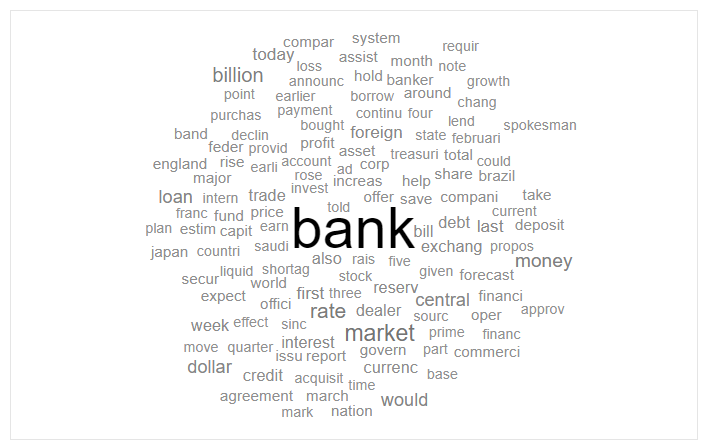 compar system
requir
today assist
loss month note
billion announc hold banker growth
point earlier borrow around
chang
purchas payment continu four
lend
band declin bought foreign state februari spokesman
feder provid profit
asset treasuri total
england rise earli account ad corp could
major rose increas help share brazil
loan intern trade invest offer save compani take
franc fund price told current
plan estim capit earn bank bill debt last deposit
japan countri saudi exchang propos
also rais five money
secur liquid shortag stock given forecast
world
expect offici first three reserv central financi
rate dealer sourc oper approv
week effect sinc market prime financ
move quarter interest
issu report govern part commerci
dollar credit acquisit currenc base
time
agreement march would
mark nation